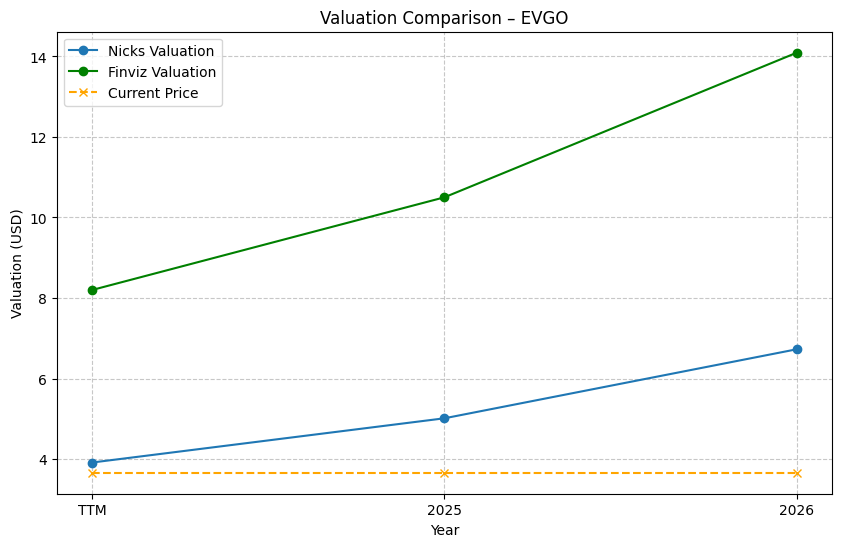 Valuation Comparison – EVGO
Nicks Valuation
Finviz Valuation
Current Price
Valuation (USD)
14
12
10
8
6
4
TTM
2025
2026
Year